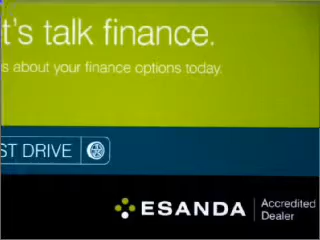 t's talk finance.
s about your finance options today.
ST DRIVE
ESANDA
Accredited
Dealer